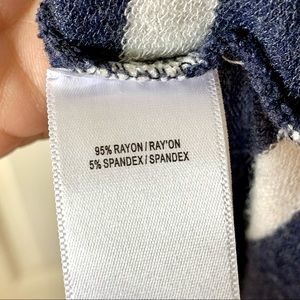 95% RAYON / RAY'ON
5% SPANDEX / SPANDEX